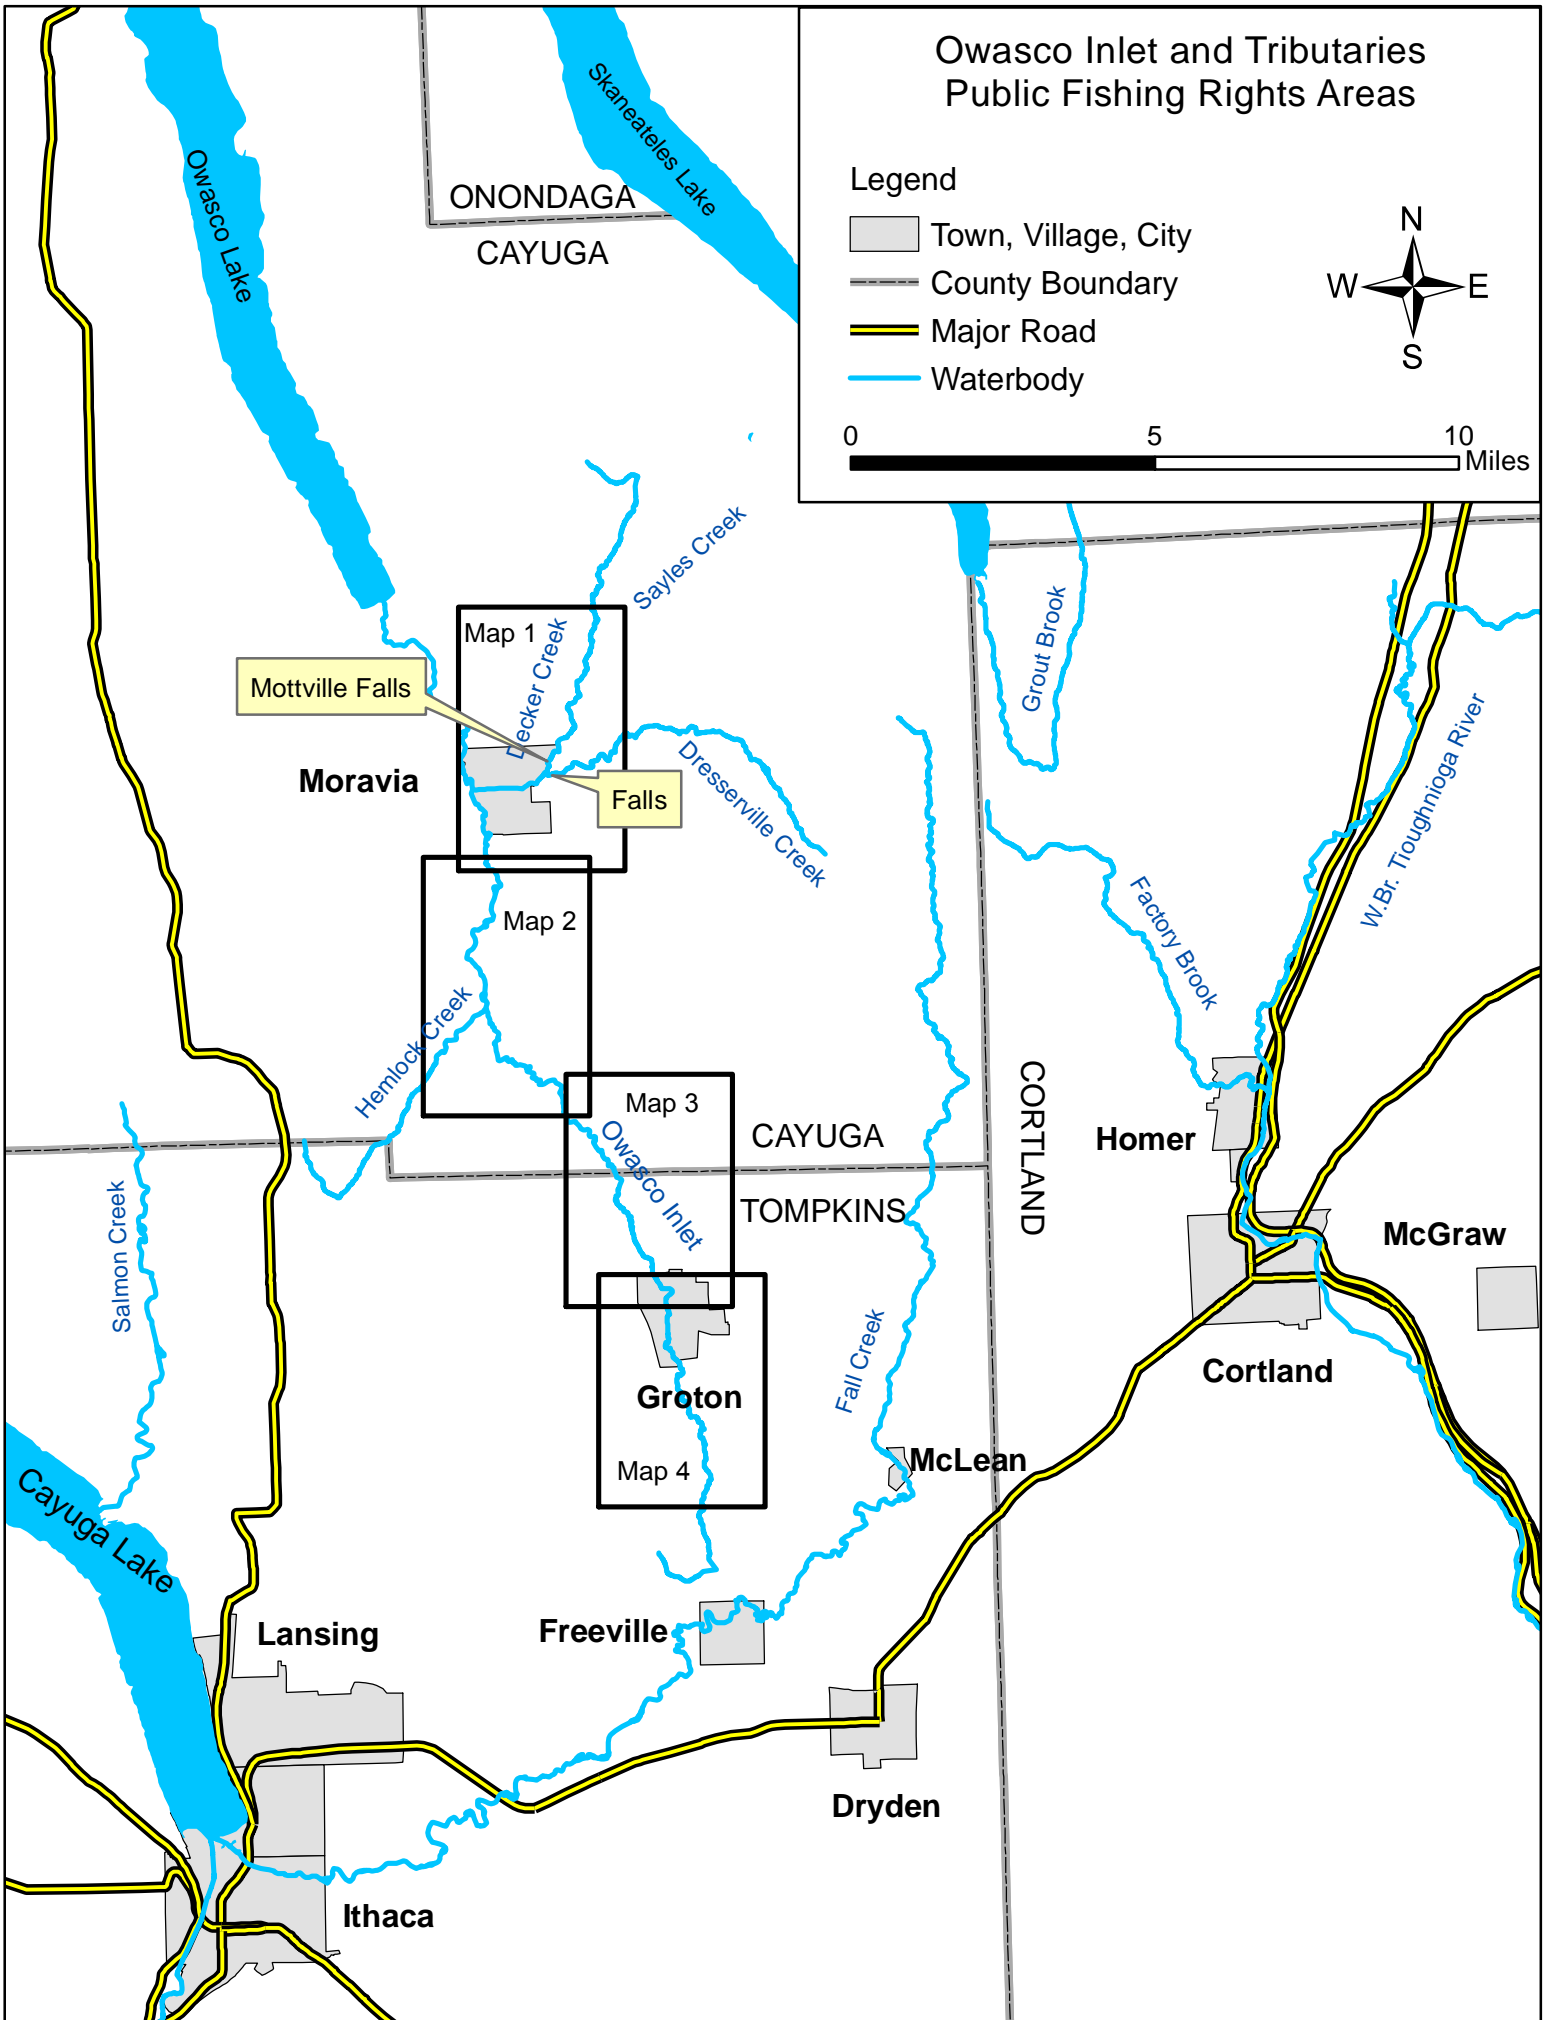 Owasco Inlet and Tributaries
Public Fishing Rights Areas
Legend
Town, Village, City
County Boundary
Major Road
Waterbody
N
W
E
S
0
5
10
Miles
Owasco Lake
Skaneateles Lake
ONONDAGA
CAYUGA
Sayles Creek
Map 1
Decker Creek
Mottville Falls
Moravia
Falls
Dresserville Creek
Grout Brook
W.Br. Tioughnioga River
Factory Brook
Map 2
Hemlock Creek
Map 3
Owasco Inlet
CAYUGA
TOMPKINS
CORTLAND
Homer
McGraw
Cortland
Salmon Creek
Fall Creek
Groton
Map 4
McLean
Cayuga Lake
Lansing
Freeville
Dryden
Ithaca